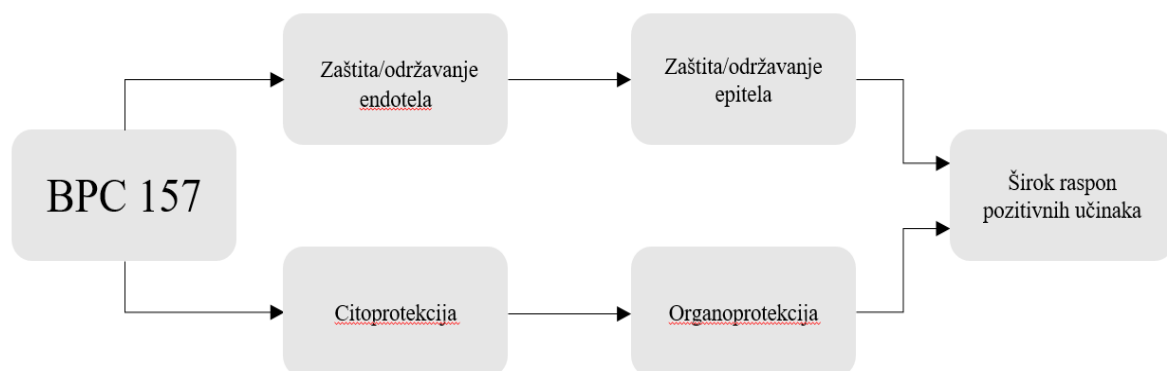 BPC 157
Zaštita/održavanje
endotela
Zaštita/održavanje
epitela
Citoprotekcija
Organoprotekcija
Širok raspon
pozitivnih učinaka